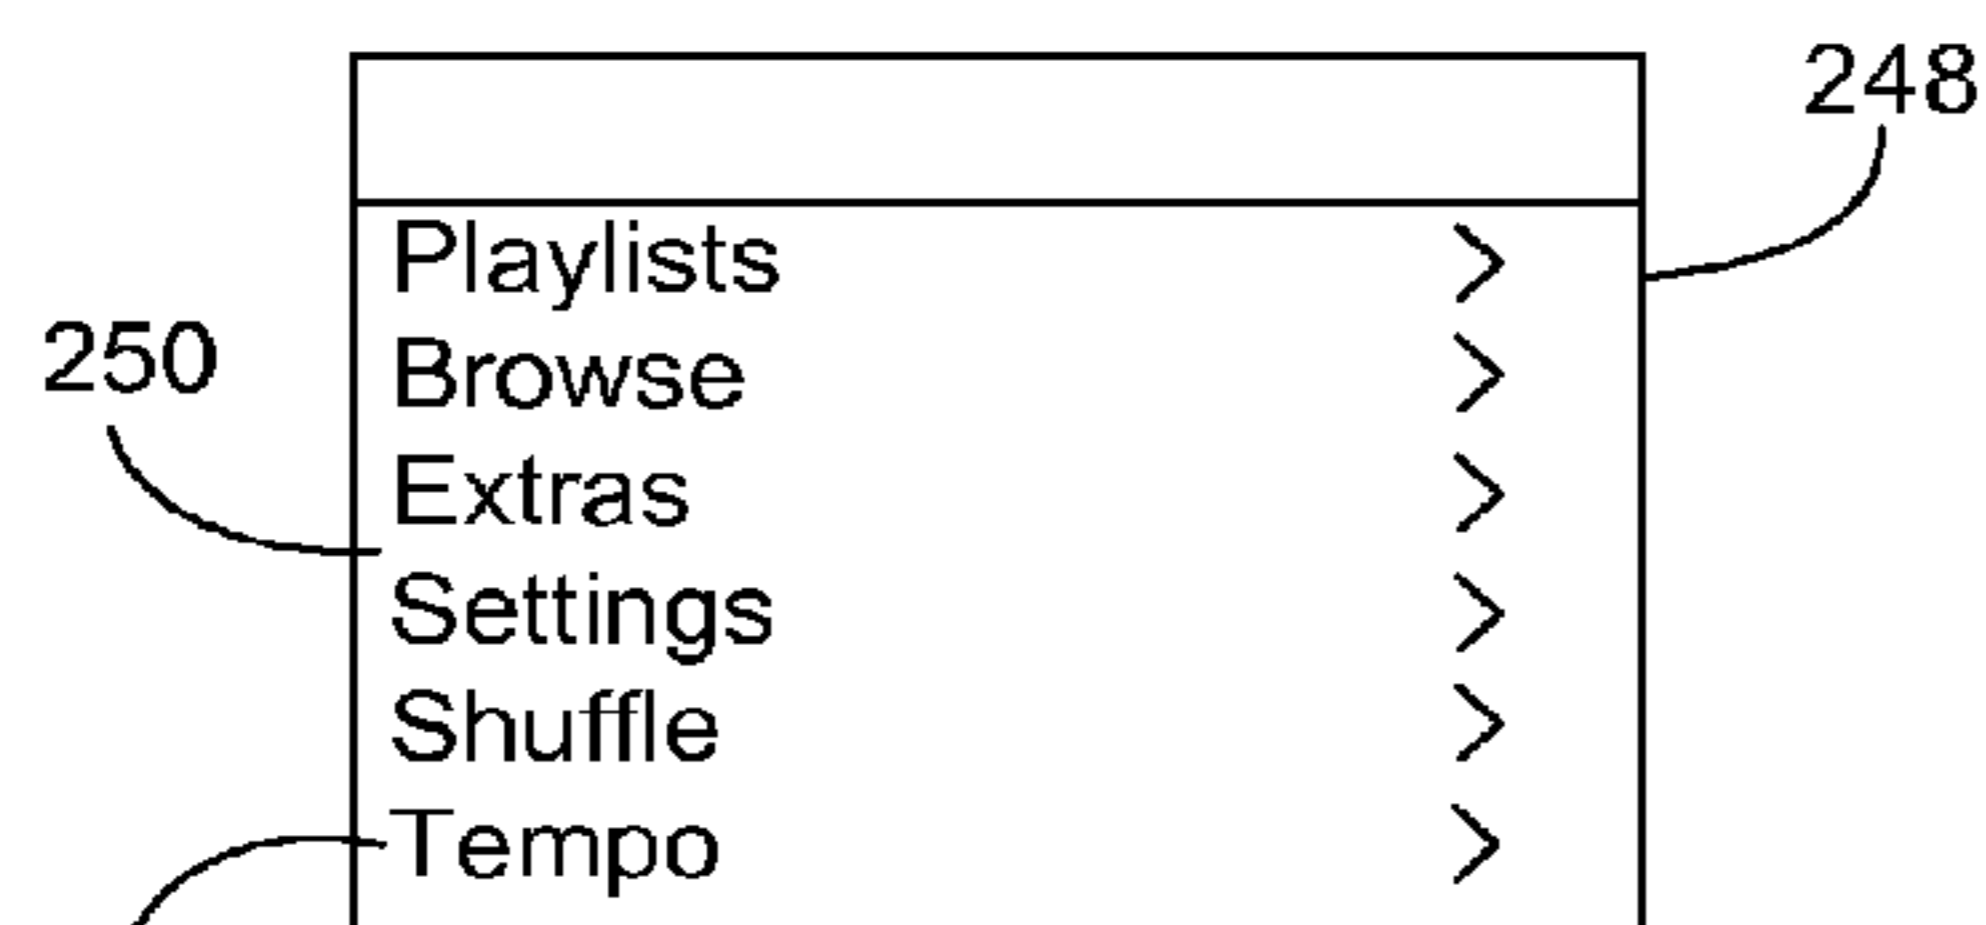 248
Playlists >
250
Browse >
Extras >
Settings >
Shuffle >
Tempo >